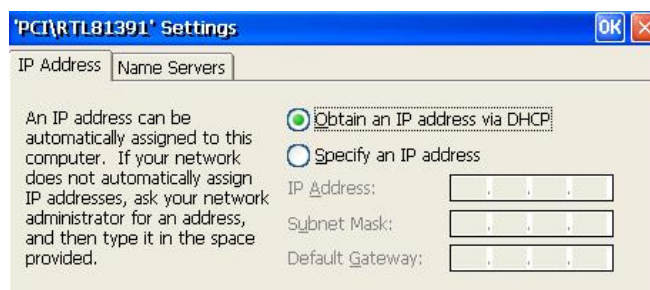 'PCI\RTL81391' Settings
OK
IP Address
Name Servers
An IP address can be
automatically assigned to this
computer. If your network
does not automatically assign
IP addresses, ask your network
administrator for an address,
and then type it in the space
provided.
Obtain an IP address via DHCP
Specify an IP address
IP Address:
Subnet Mask:
Default Gateway: